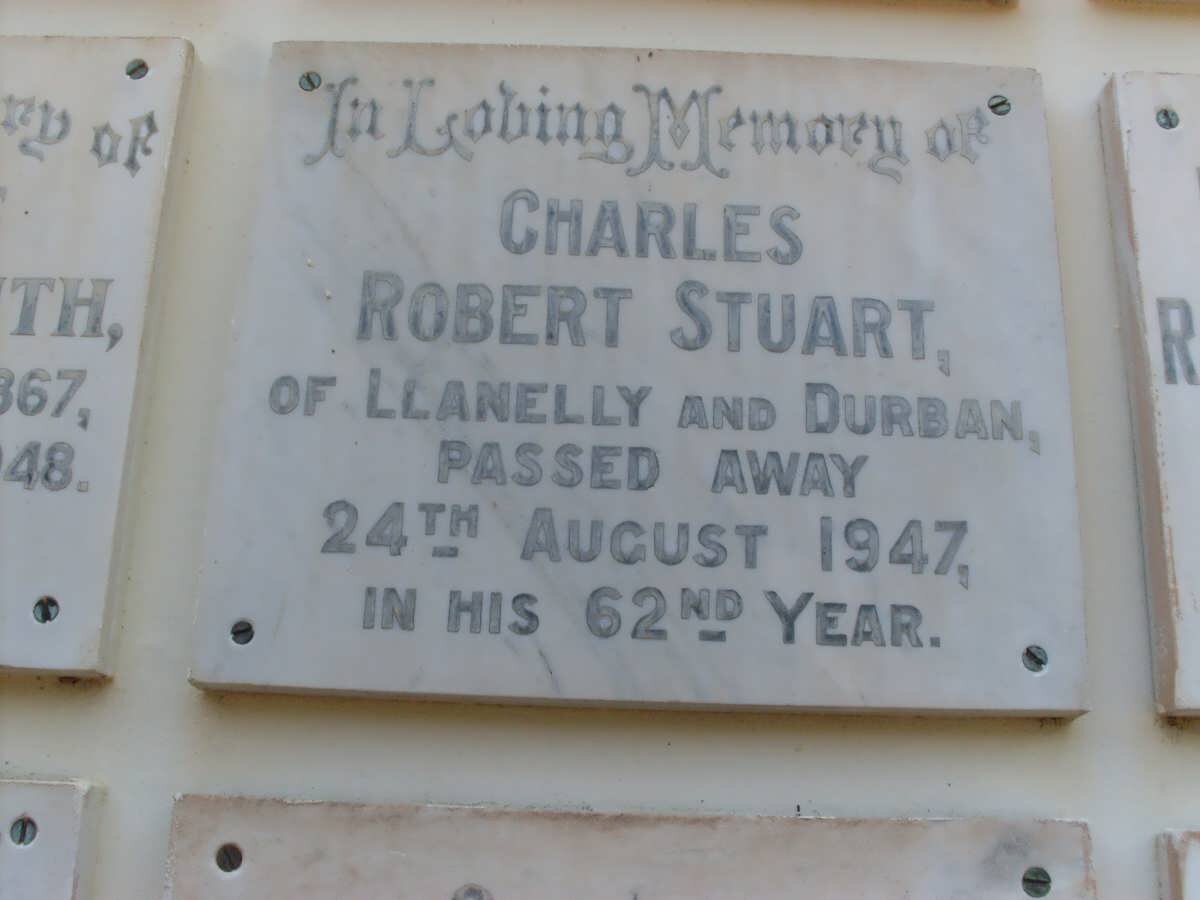 In Loving Memory of
CHARLES
ROBERT STUART,
OF LLANELLY AND DURBAN,
PASSED AWAY
24TH AUGUST 1947,
IN HIS 62ND YEAR.
of